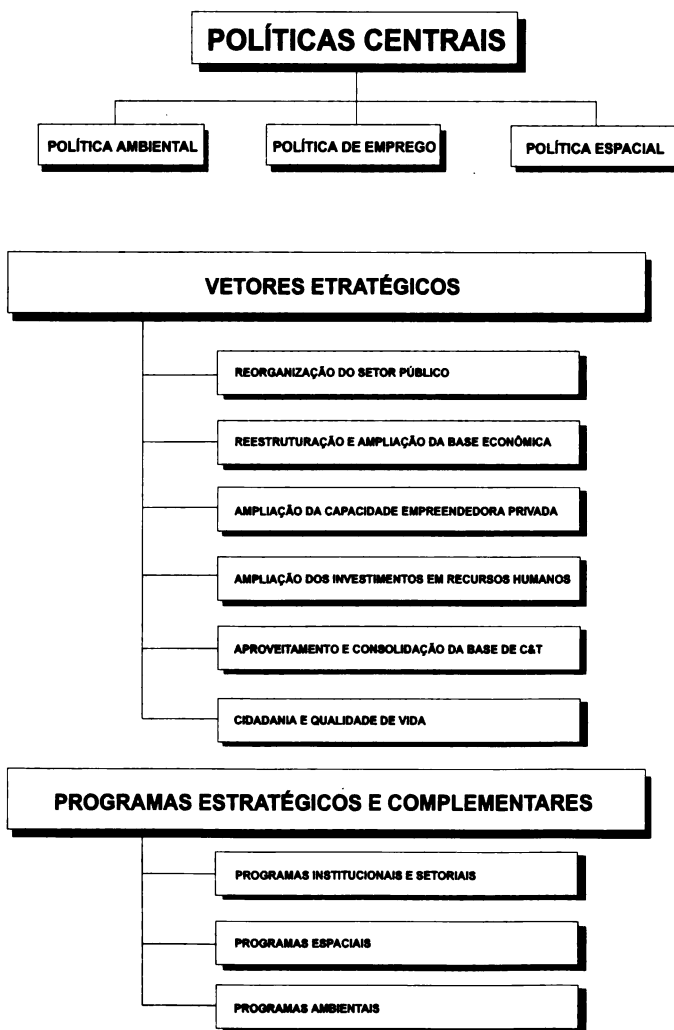 POLÍTICAS CENTRAIS
POLÍTICA AMBIENTAL
POLÍTICA DE EMPREGO
POLÍTICA ESPACIAL
VETORES ETRATÉGICOS
REORGANIZAÇÃO DO SETOR PÚBLICO
REESTRUTURAÇÃO E AMPLIAÇÃO DA BASE ECONÔMICA
AMPLIAÇÃO DA CAPACIDADE EMPREENDEDORA PRIVADA
AMPLIAÇÃO DOS INVESTIMENTOS EM RECURSOS HUMANOS
APROVEITAMENTO E CONSOLIDAÇÃO DA BASE DE C&T
CIDADANIA E QUALIDADE DE VIDA
PROGRAMAS ESTRATÉGICOS E COMPLEMENTARES
PROGRAMAS INSTITUCIONAIS E SETORIAIS
PROGRAMAS ESPACIAIS
PROGRAMAS AMBIENTAIS